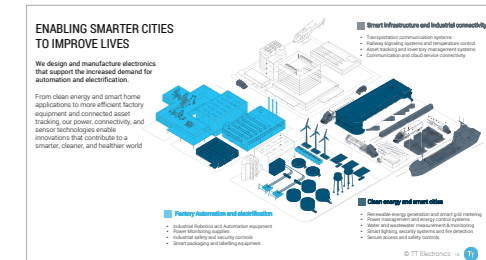 ENABLING SMARTER CITIES
TO IMPROVE LIVES
We design and manufacture electronics
that support the increased demand for
automation and electrification.
From clean energy and smart home
applications to more efficient factory
equipment and connected asset
tracking, our power, connectivity, and
sensor technologies enable
innovations that contribute to a
smarter, cleaner, and healthier world
Smart Infrastructure and Industrial connectivity
• Transportation communication systems
• Railway signaling systems and temperature control
• Asset tracking and inventory management systems
• Communication and cloud service connectivity
Factory Automation and electrification
• Industrial Robotics and Automation equipment
• Power Monitoring supplies
• Industrial safety and security controls
• Smart packaging and labelling equipment
Clean energy and smart cities
• Renewable energy generation and smart grid metering
• Power management and energy control systems
• Water and wastewater measurement & monitoring
• Smart lighting, security systems and fire detection
• Secure access and safety controls
© TT Electronics